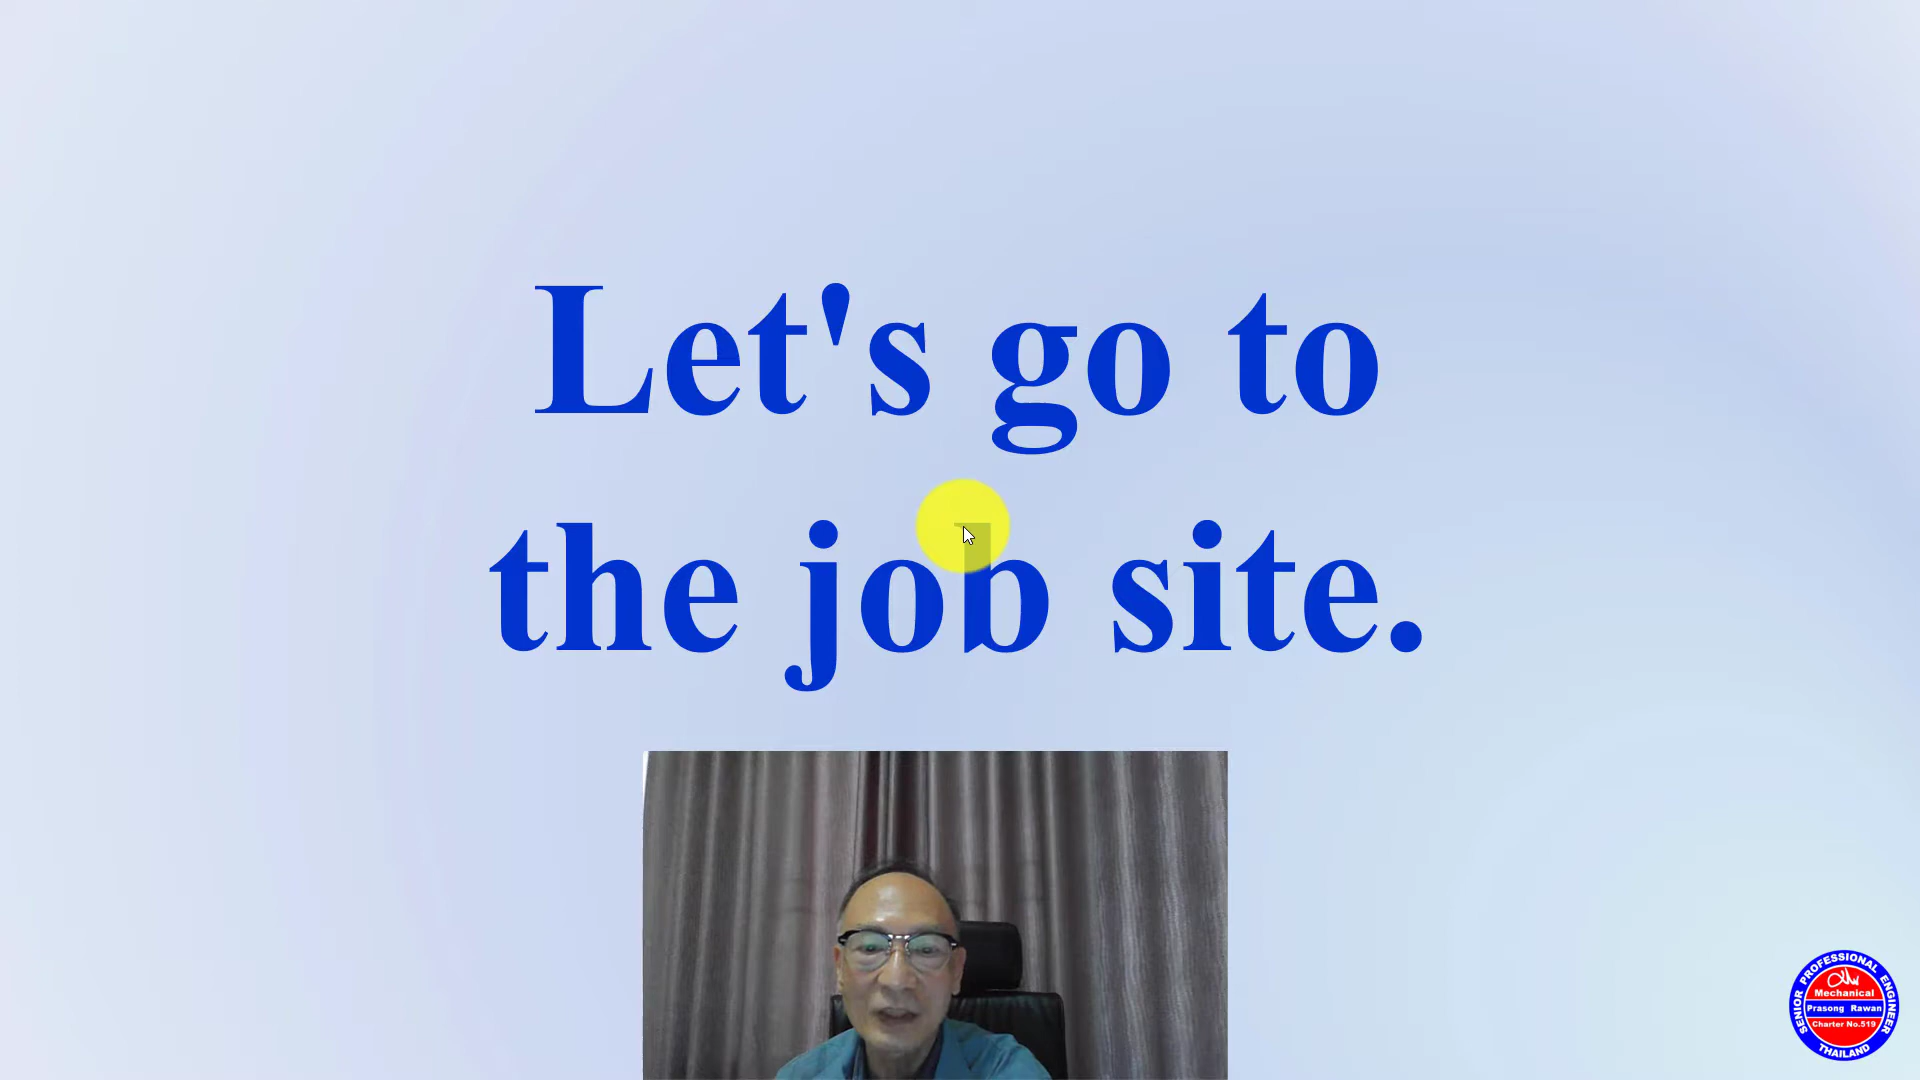 Let's go to
the job site.
SENIOR PROFESSIONAL ENGINEER
Mechanical
Prasong Rawan
Charter No.519
THAILAND